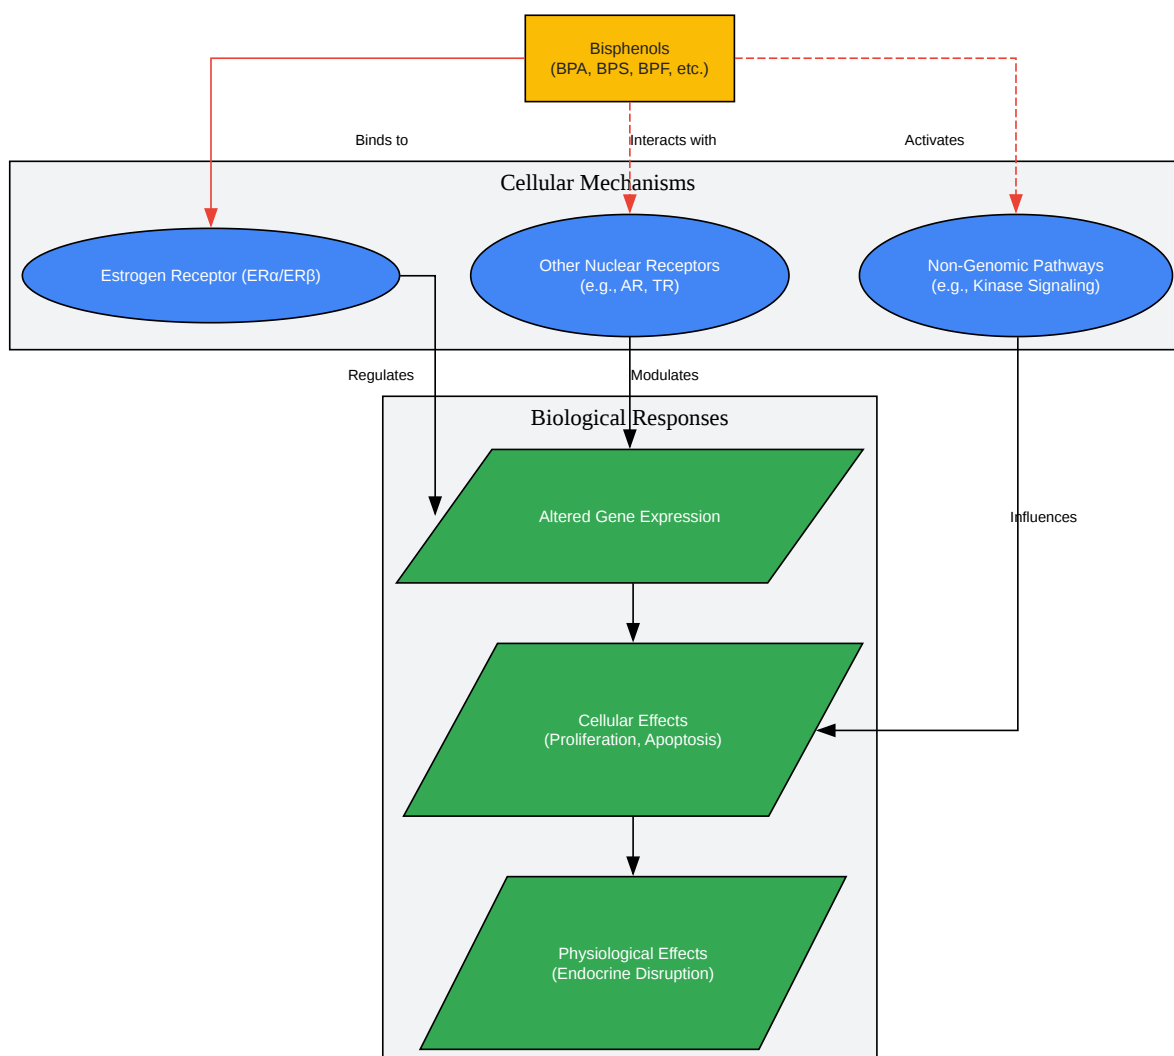 Bisphenols
(BPA, BPS, BPF, etc.)
Binds to
Interacts with
Activates
Cellular Mechanisms
Estrogen Receptor (ERα/ERβ)
Other Nuclear Receptors
(e.g., AR, TR)
Non-Genomic Pathways
(e.g., Kinase Signaling)
Regulates
Modulates
Biological Responses
Altered Gene Expression
Influences
Cellular Effects
(Proliferation, Apoptosis)
Physiological Effects
(Endocrine Disruption)